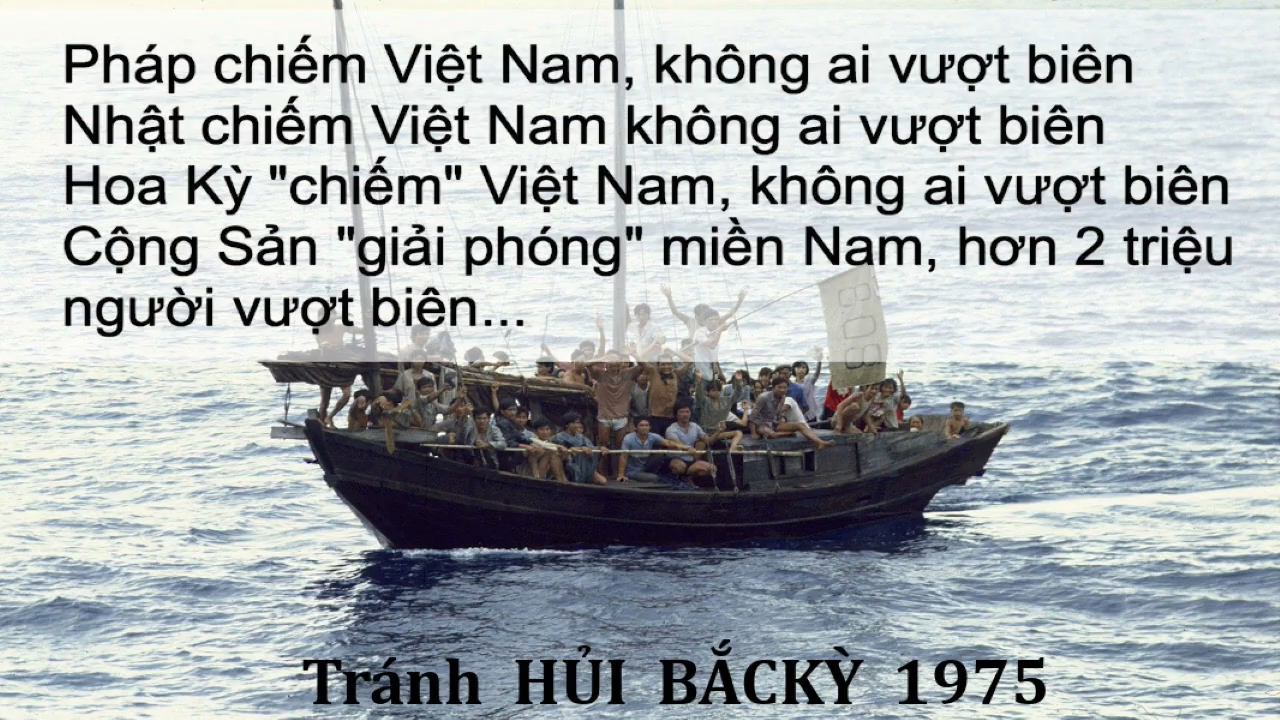 Pháp chiếm Việt Nam, không ai vượt biên
Nhật chiếm Việt Nam không ai vượt biên
Hoa Kỳ "chiếm" Việt Nam, không ai vượt biên
Cộng Sản "giải phóng" miền Nam, hơn 2 triệu
người vượt biên...
Tránh HỦI BẮCKỲ 1975